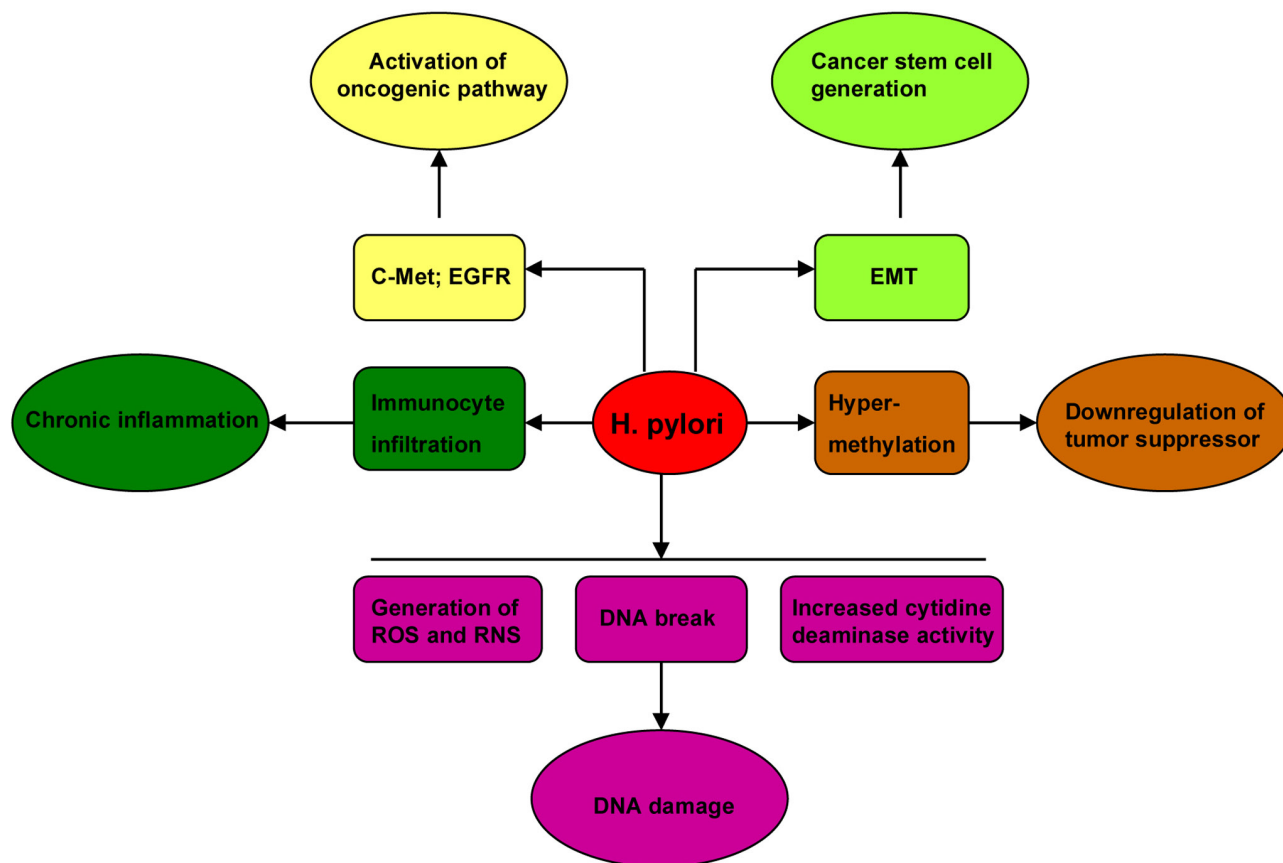 Activation of
oncogenic pathway
Cancer stem cell
generation
C-Met; EGFR
EMT
Chronic inflammation
Immunocyte
infiltration
H. pylori
Hyper-
methylation
Downregulation of
tumor suppressor
Generation of
ROS and RNS
DNA break
Increased cytidine
deaminase activity
DNA damage